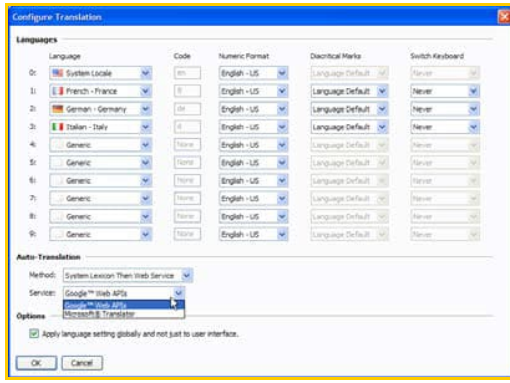 Configure Translation
Languages
Language Code Numeric Format Diacritical Marks Switch Keyboard
0: System Locale en English - US Language Default Never
1: French - France fr English - US Language Default Never
2: German - Germany de English - US Language Default Never
3: Italian - Italy it English - US Language Default Never
4: Generic None English - US Language Default Never
5: Generic None English - US Language Default Never
6: Generic None English - US Language Default Never
7: Generic None English - US Language Default Never
8: Generic None English - US Language Default Never
9: Generic None English - US Language Default Never
Auto-Translation
Method: System Lexicon Then Web Service
Service: Google™ Web APIs
Google™ Web APIs
Microsoft® Translator
Options
Apply language setting globally and not just to user interface.
OK Cancel